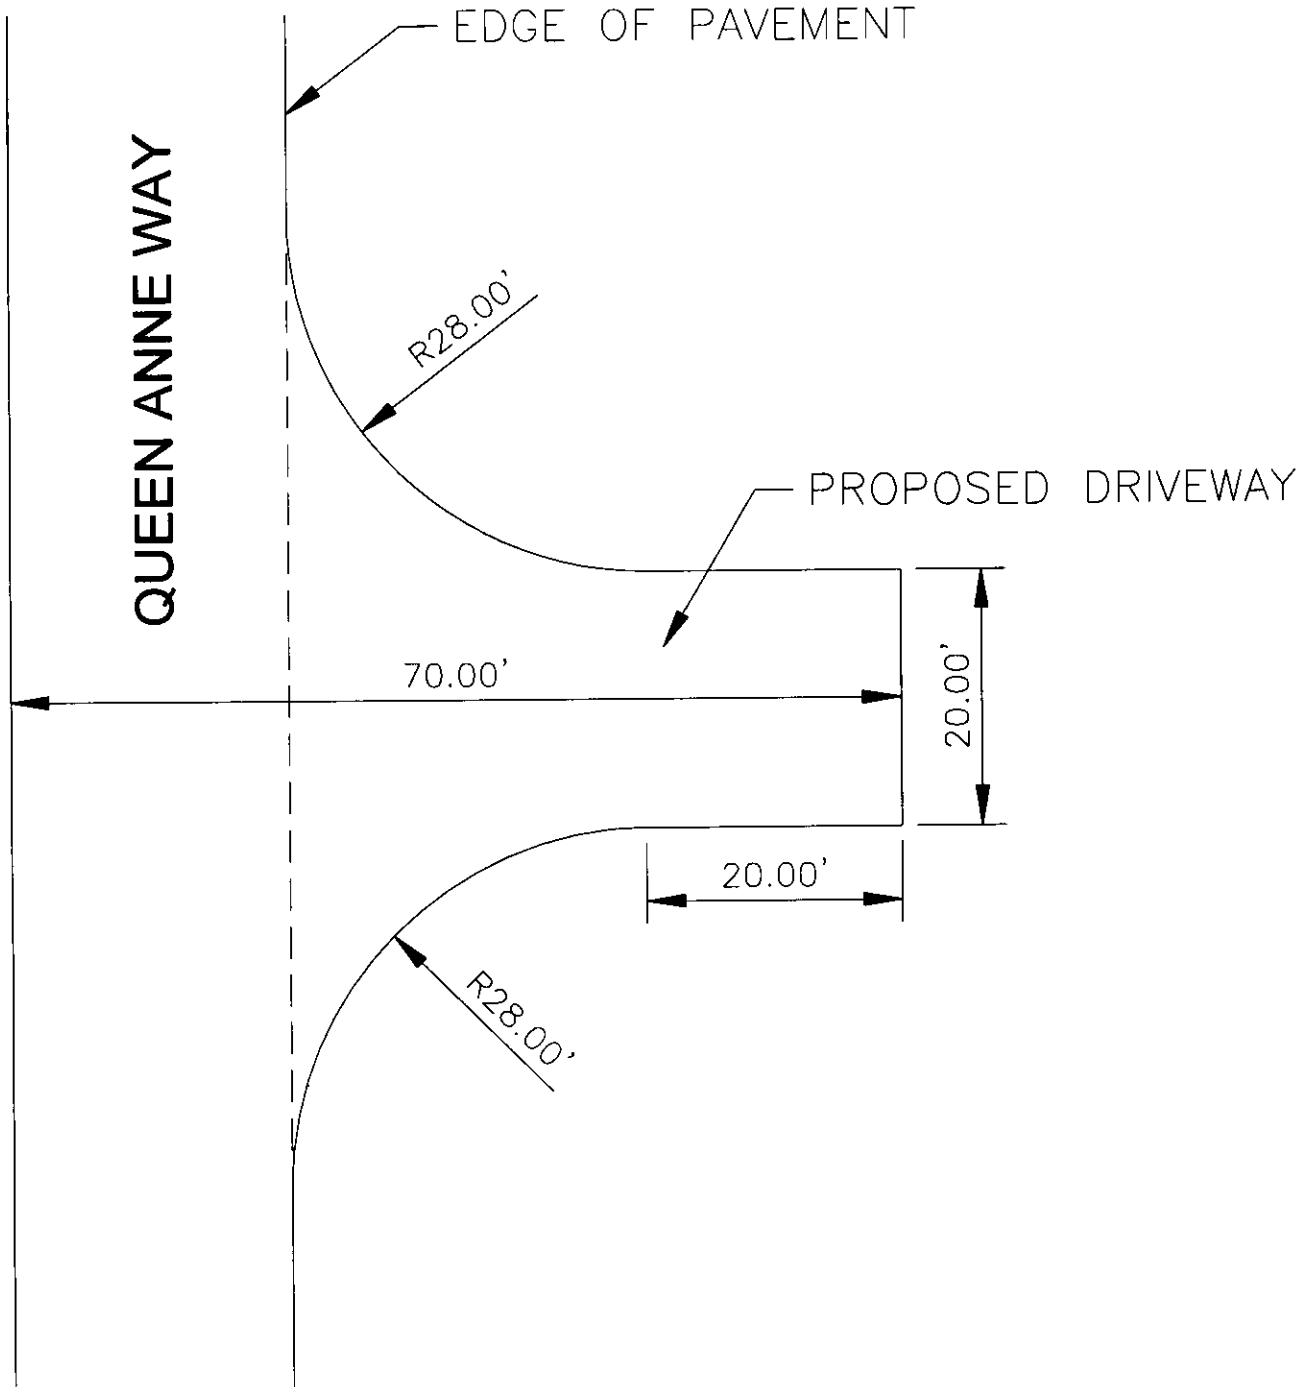 EDGE OF PAVEMENT
QUEEN ANNE WAY
R28.00'
PROPOSED DRIVEWAY
70.00'
20.00'
20.00'
R28.00'